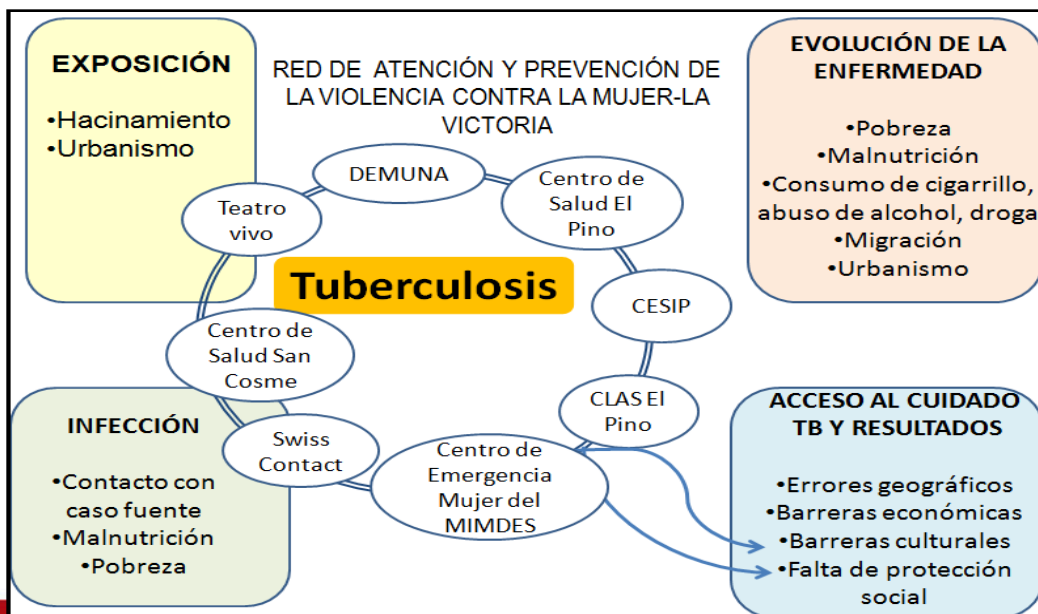 EXPOSICIÓN
•Hacinamiento
•Urbanismo
RED DE ATENCIÓN Y PREVENCIÓN DE
LA VIOLENCIA CONTRA LA MUJER-LA
VICTORIA
EVOLUCIÓN DE LA
ENFERMEDAD
•Pobreza
•Malnutrición
•Consumo de cigarrillo,
abuso de alcohol, droga
•Migración
•Urbanismo
DEMUNA
Centro de
Salud El
Pino
Teatro
vivo
Tuberculosis
CESIP
Centro de
Salud San
Cosme
CLAS El
Pino
Swiss
Contact
Centro de
Emergencia
Mujer del
MIMDES
INFECCIÓN
•Contacto con
caso fuente
•Malnutrición
•Pobreza
ACCESO AL CUIDADO
TB Y RESULTADOS
•Errores geográficos
•Barreras económicas
•Barreras culturales
•Falta de protección
social